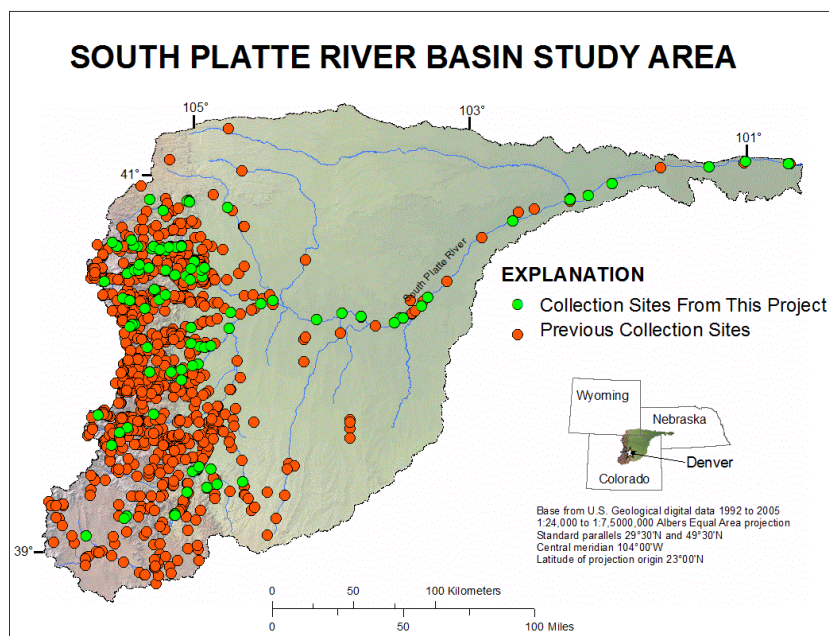 SOUTH PLATTE RIVER BASIN STUDY AREA
105°
103°
101°
41°
South Platte River
EXPLANATION
Collection Sites From This Project
Previous Collection Sites
Wyoming
Nebraska
Denver
Colorado
Base from U.S. Geological digital data 1992 to 2005
1:24,000 to 1:7,5000,000 Albers Equal Area projection
Standard parallels 29°30'N and 49°30'N
Central meridian 104°00'W
Latitude of projection origin 23°00'N
39°
0 50 100 Kilometers
0 50 100 Miles